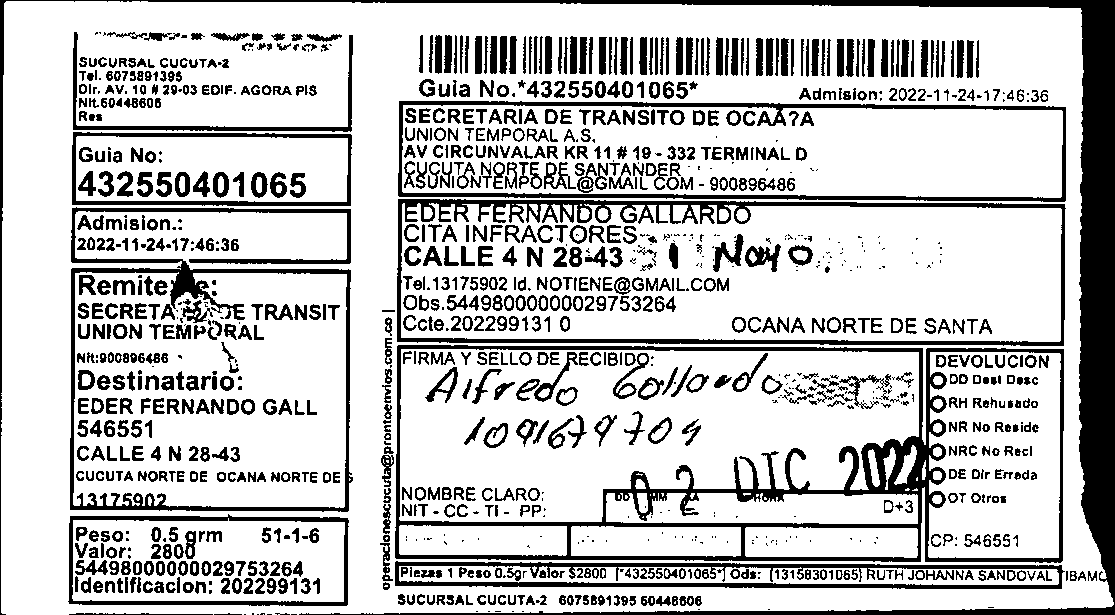 SUCURSAL CUCUTA-2
Tel. 6075891395
Dir. AV. 10 # 29-03 EDIF. AGORA PIS
Nit.60448606
Res
Guia No:
432550401065
Admision.:
2022-11-24-17:46:36
SECRETA DE TRANSIT
UNION TEMPORAL
Nit:900896486
Destinatario:
EDER FERNANDO GALL
546551
CALLE 4 N 28-43
CUCUTA NORTE DE OCANA NORTE DE S
13175902
Peso: 0.5 grm 51-1-6
Valor: 2800
54498000000029753264
Identificacion: 202299131
Guia No.*432550401065*
Admision: 2022-11-24-17:46:36
SECRETARIA DE TRANSITO DE OCAÃ?A
UNION TEMPORAL A.S.
AV CIRCUNVALAR KR 11 # 19 - 332 TERMINAL D
CUCUTA NORTE DE SANTANDER
ASUNIONTEMPORAL@GMAIL COM - 900896486
EDER FERNANDO GALLARDO
CITA INFRACTORES
CALLE 4 N 28-43 1 Mayo
Tel.13175902 Id. NOTIENE@GMAIL.COM
Obs.54498000000029753264
Ccte.202299131 0 OCANA NORTE DE SANTA
operacionescucuta@prontoenvios.com.co
FIRMA Y SELLO DE RECIBIDO:
Alfredo Gallardo
1091679709
02 DIC 2022
NOMBRE CLARO:
NIT - CC - TI - PP:
DD MM AA HORA
D+3
DEVOLUCION
DD Dest Desc
RH Rehusado
NR No Reside
NRC No Recl
DE Dir Errada
OT Otros
CP: 546551
Piezas 1 Peso 0.5gr Valor $2800 [*432550401065*] Ods: [13158301065] RUTH JOHANNA SANDOVAL TIBAMO
SUCURSAL CUCUTA-2 6075891395 60448606